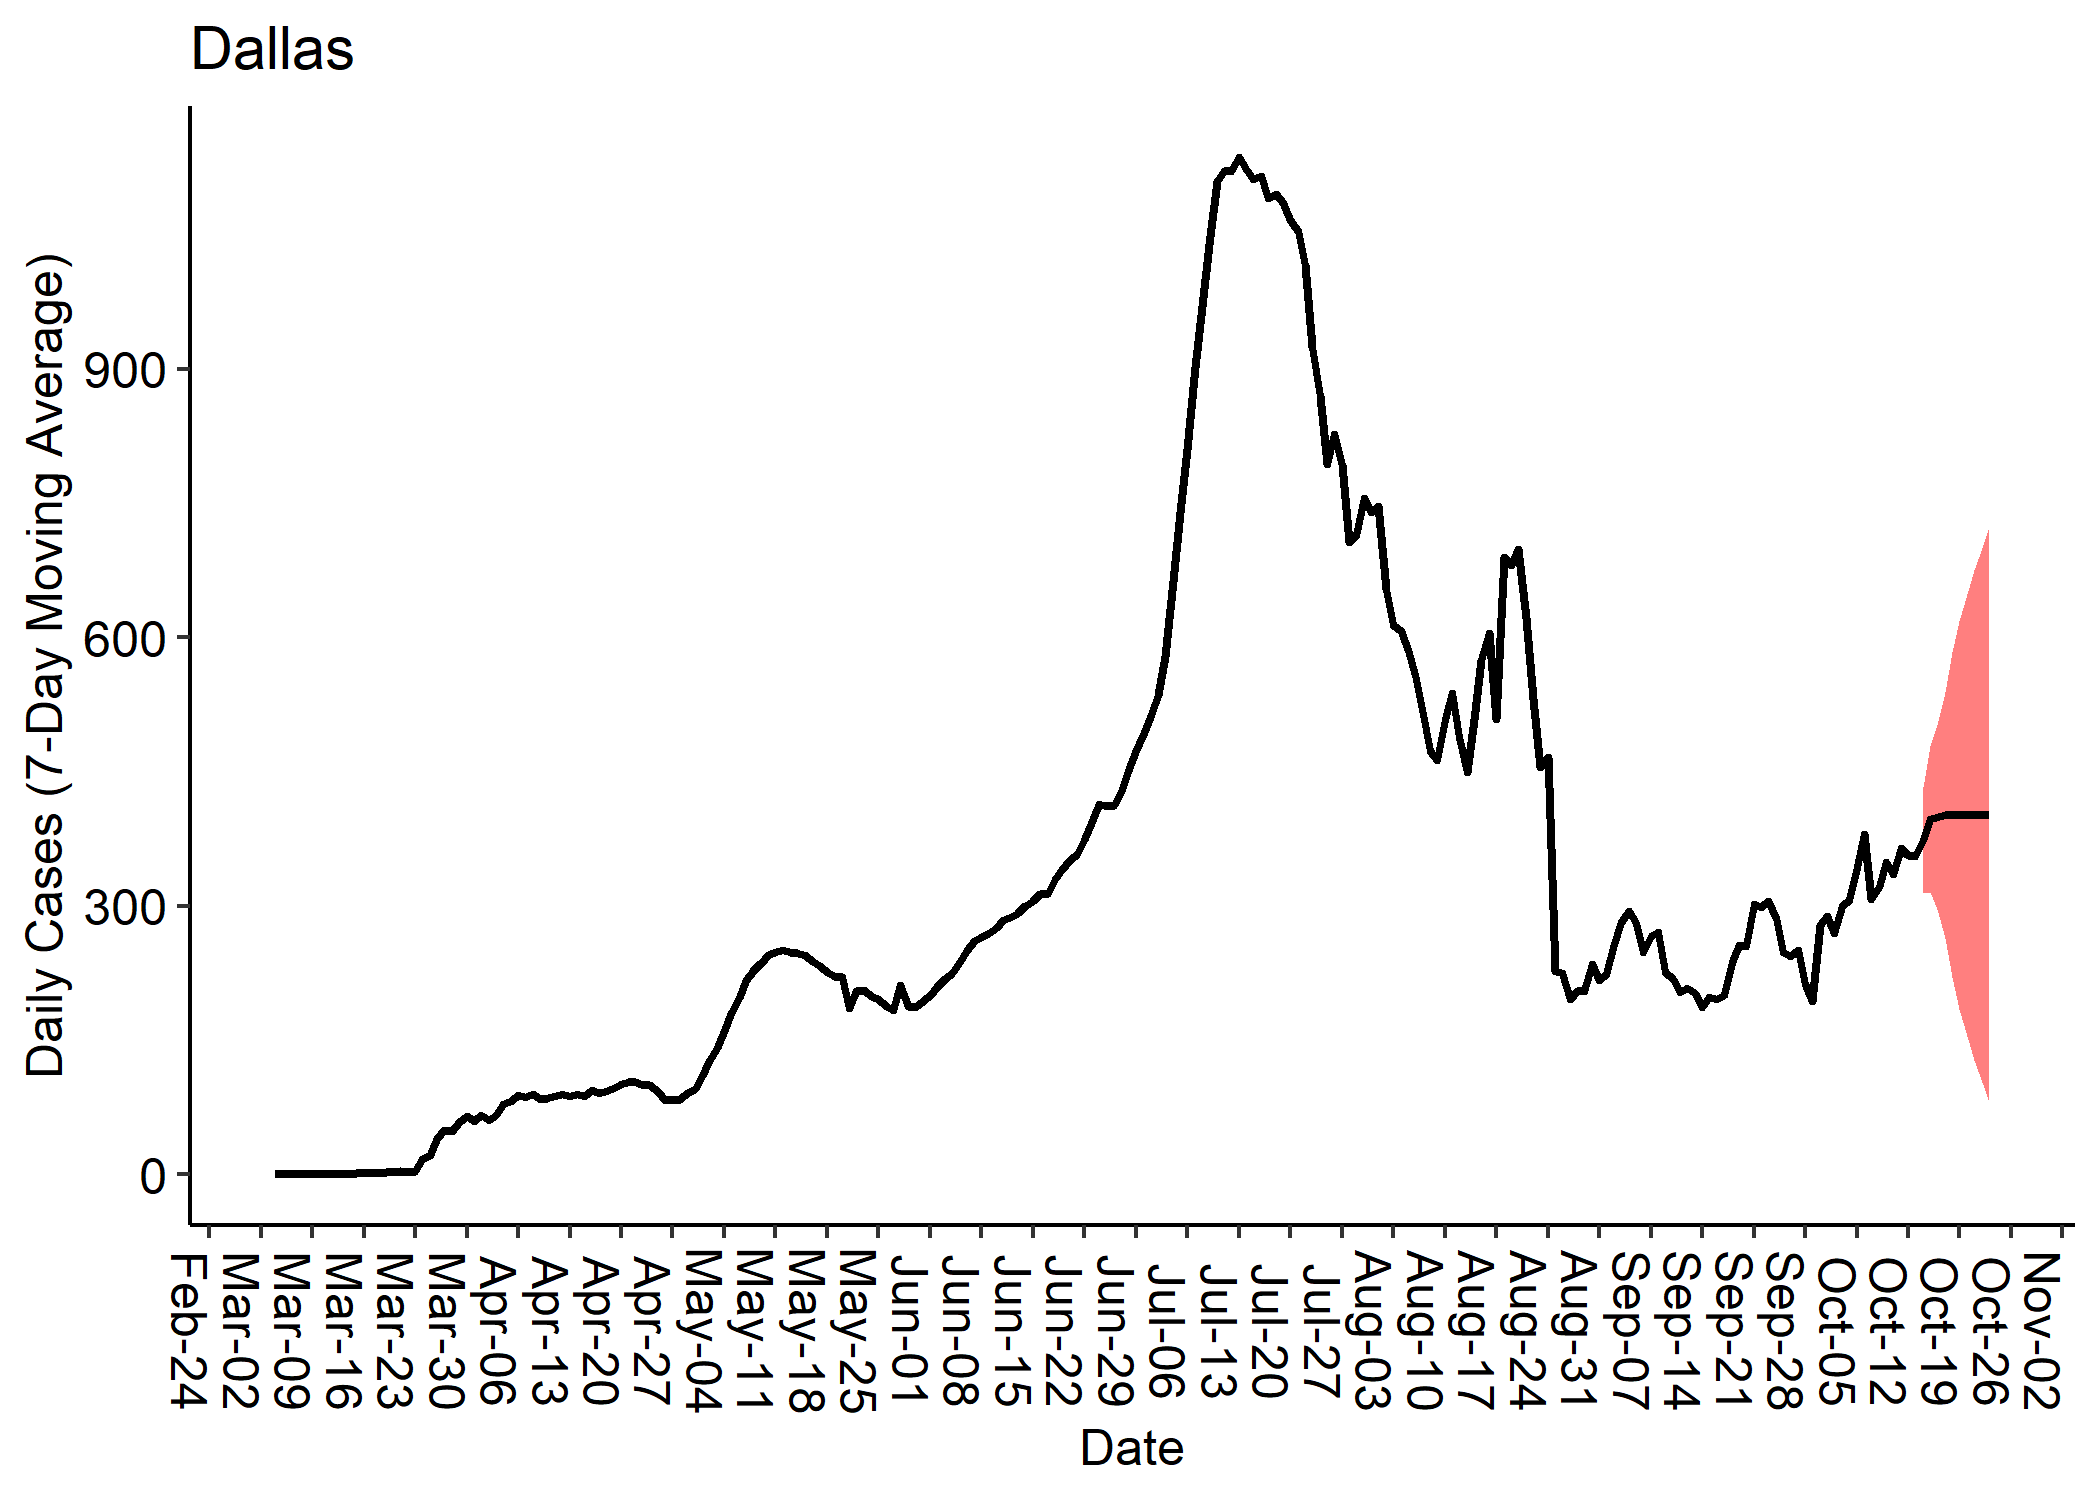 Dallas
Daily Cases (7-Day Moving Average)
900
600
300
0
Feb-24
Mar-02
Mar-09
Mar-16
Mar-23
Mar-30
Apr-06
Apr-13
Apr-20
Apr-27
May-04
May-11
May-18
May-25
Jun-01
Jun-08
Jun-15
Jun-22
Jun-29
Jul-06
Jul-13
Jul-20
Jul-27
Aug-03
Aug-10
Aug-17
Aug-24
Aug-31
Sep-07
Sep-14
Sep-21
Sep-28
Oct-05
Oct-12
Oct-19
Oct-26
Nov-02
Date